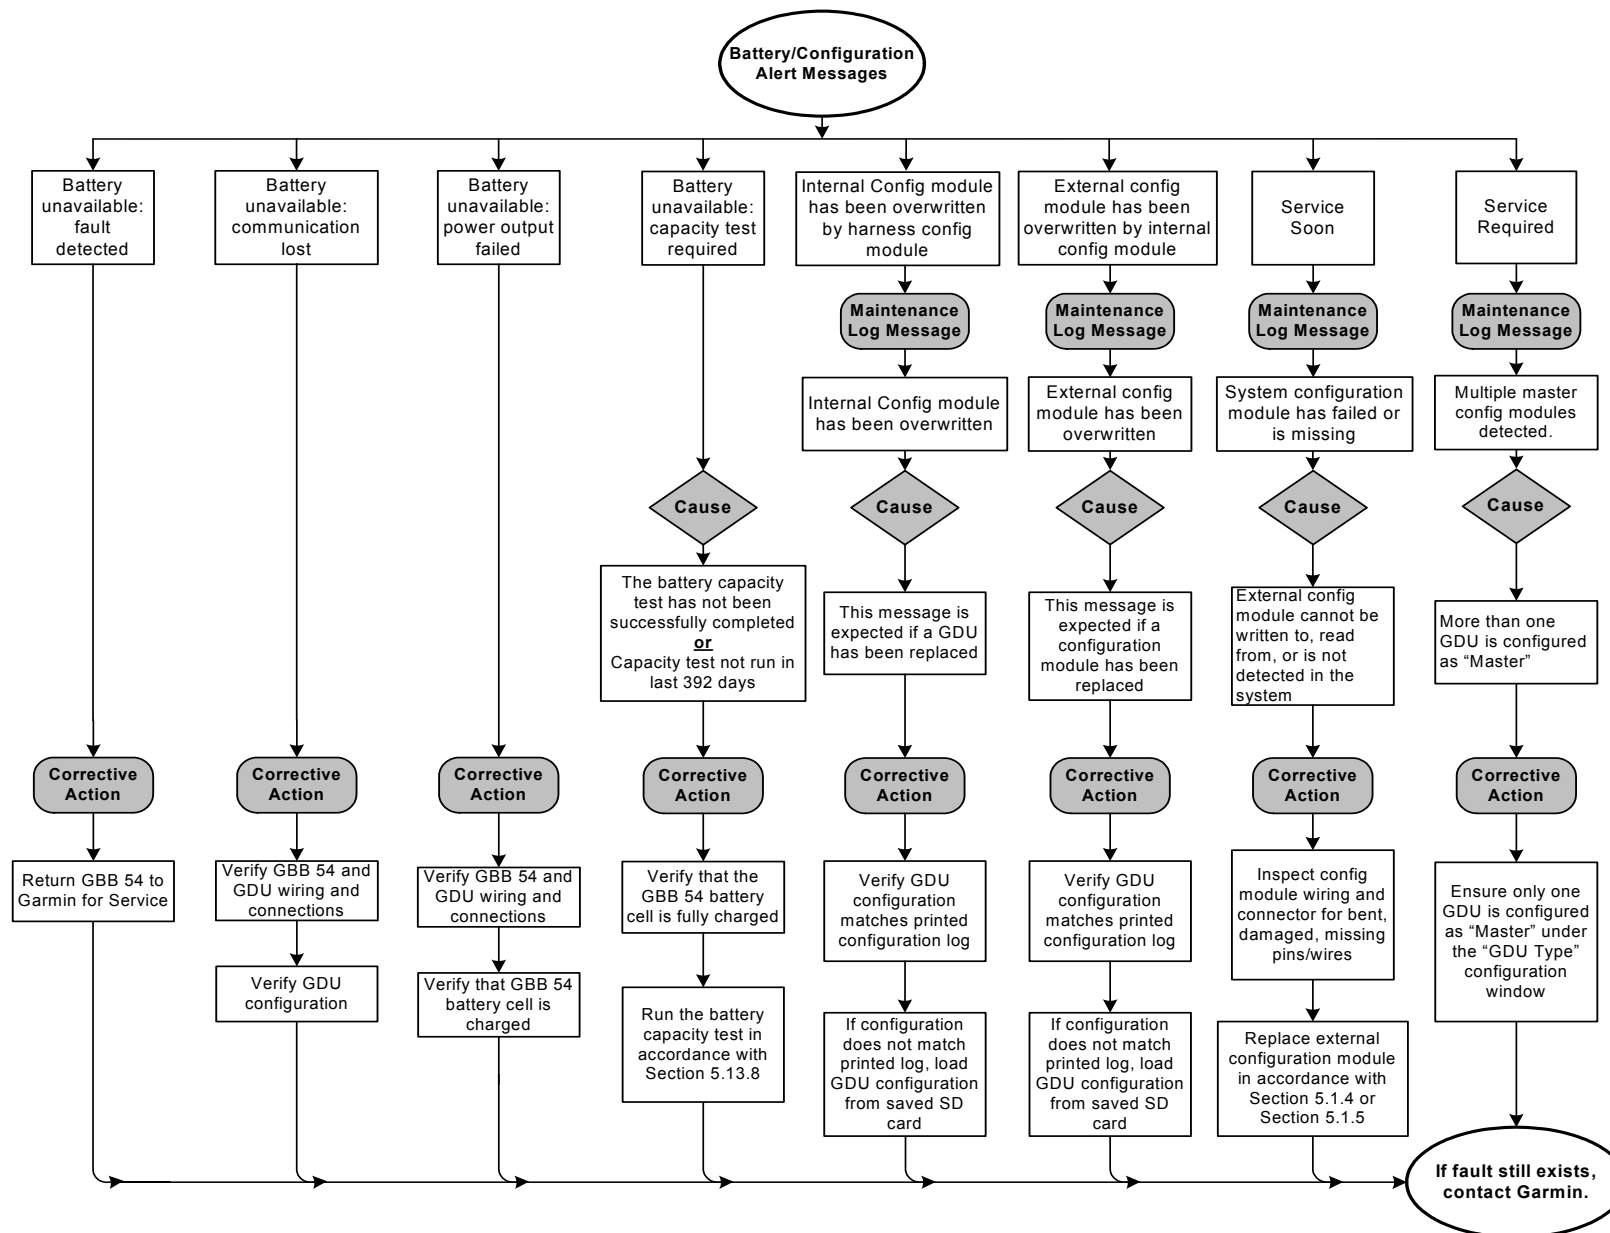 Battery/Configuration
Alert Messages
Battery
unavailable:
fault
detected
Battery
unavailable:
communication
lost
Battery
unavailable:
power output
failed
Battery
unavailable:
capacity test
required
Internal Config module
has been overwritten
by harness config
module
External config
module has been
overwritten by internal
config module
Service
Soon
Service
Required
Maintenance
Log Message
Maintenance
Log Message
Maintenance
Log Message
Maintenance
Log Message
Internal Config module
has been overwritten
External config
module has been
overwritten
System configuration
module has failed or
is missing
Multiple master
config modules
detected.
Cause
Cause
Cause
Cause
Cause
The battery capacity
test has not been
successfully completed
or
Capacity test not run in
last 392 days
This message is
expected if a GDU
has been replaced
This message is
expected if a
configuration
module has been
replaced
External config
module cannot be
written to, read
from, or is not
detected in the
system
More than one
GDU is configured
as “Master”
Corrective
Action
Corrective
Action
Corrective
Action
Corrective
Action
Corrective
Action
Corrective
Action
Corrective
Action
Corrective
Action
Return GBB 54 to
Garmin for Service
Verify GBB 54 and
GDU wiring and
connections
Verify GBB 54 and
GDU wiring and
connections
Verify that the
GBB 54 battery
cell is fully charged
Verify GDU
configuration
matches printed
configuration log
Verify GDU
configuration
matches printed
configuration log
Inspect config
module wiring and
connector for bent,
damaged, missing
pins/wires
Ensure only one
GDU is configured
as “Master” under
the “GDU Type”
configuration
window
Verify GDU
configuration
Verify that GBB 54
battery cell is
charged
Run the battery
capacity test in
accordance with
Section 5.13.8
If configuration
does not match
printed log, load
GDU configuration
from saved SD
card
If configuration
does not match
printed log, load
GDU configuration
from saved SD
card
Replace external
configuration module
in accordance with
Section 5.1.4 or
Section 5.1.5
If fault still exists,
contact Garmin.